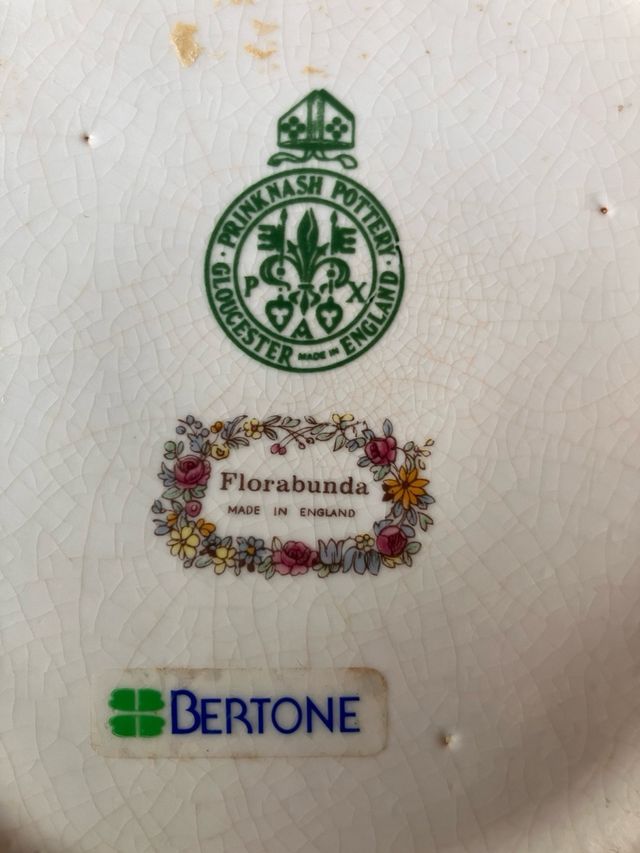 PRINKNASH POTTERY
P X
A
· GLOUCESTER MADE IN ENGLAND ·
Florabunda
MADE IN ENGLAND
BERTONE